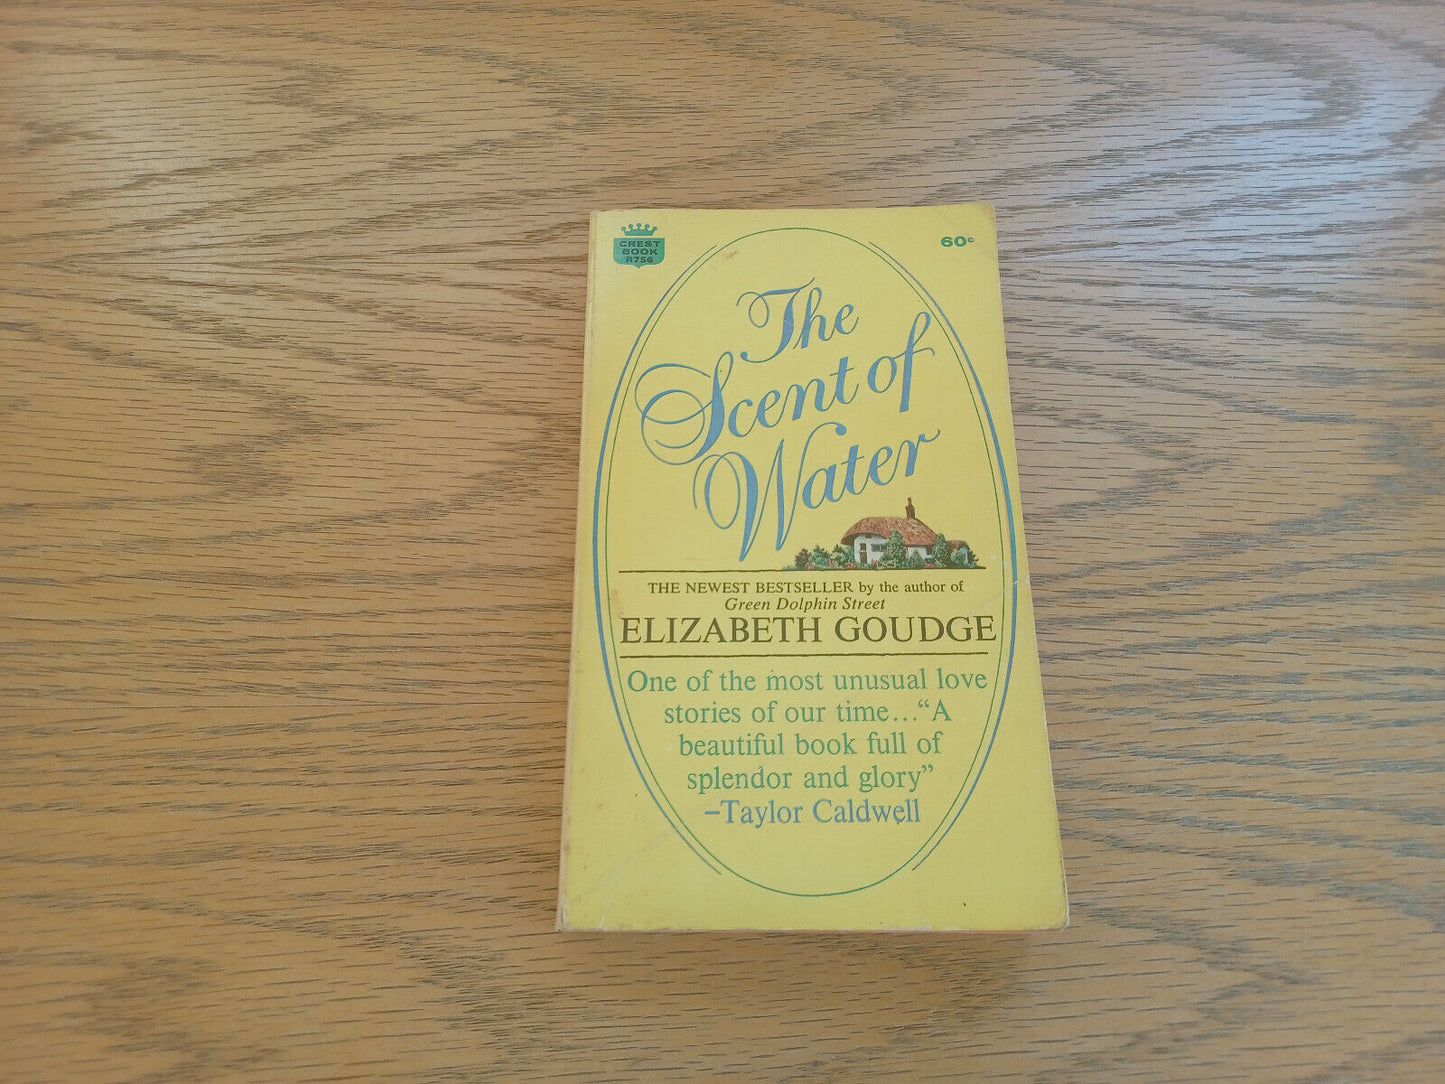 CREST
BOOK
R756
60c
The
Scent of
Water
THE NEWEST BESTSELLER by the author of
Green Dolphin Street
ELIZABETH GOUDGE
One of the most unusual love
stories of our time...“A
beautiful book full of
splendor and glory”
–Taylor Caldwell